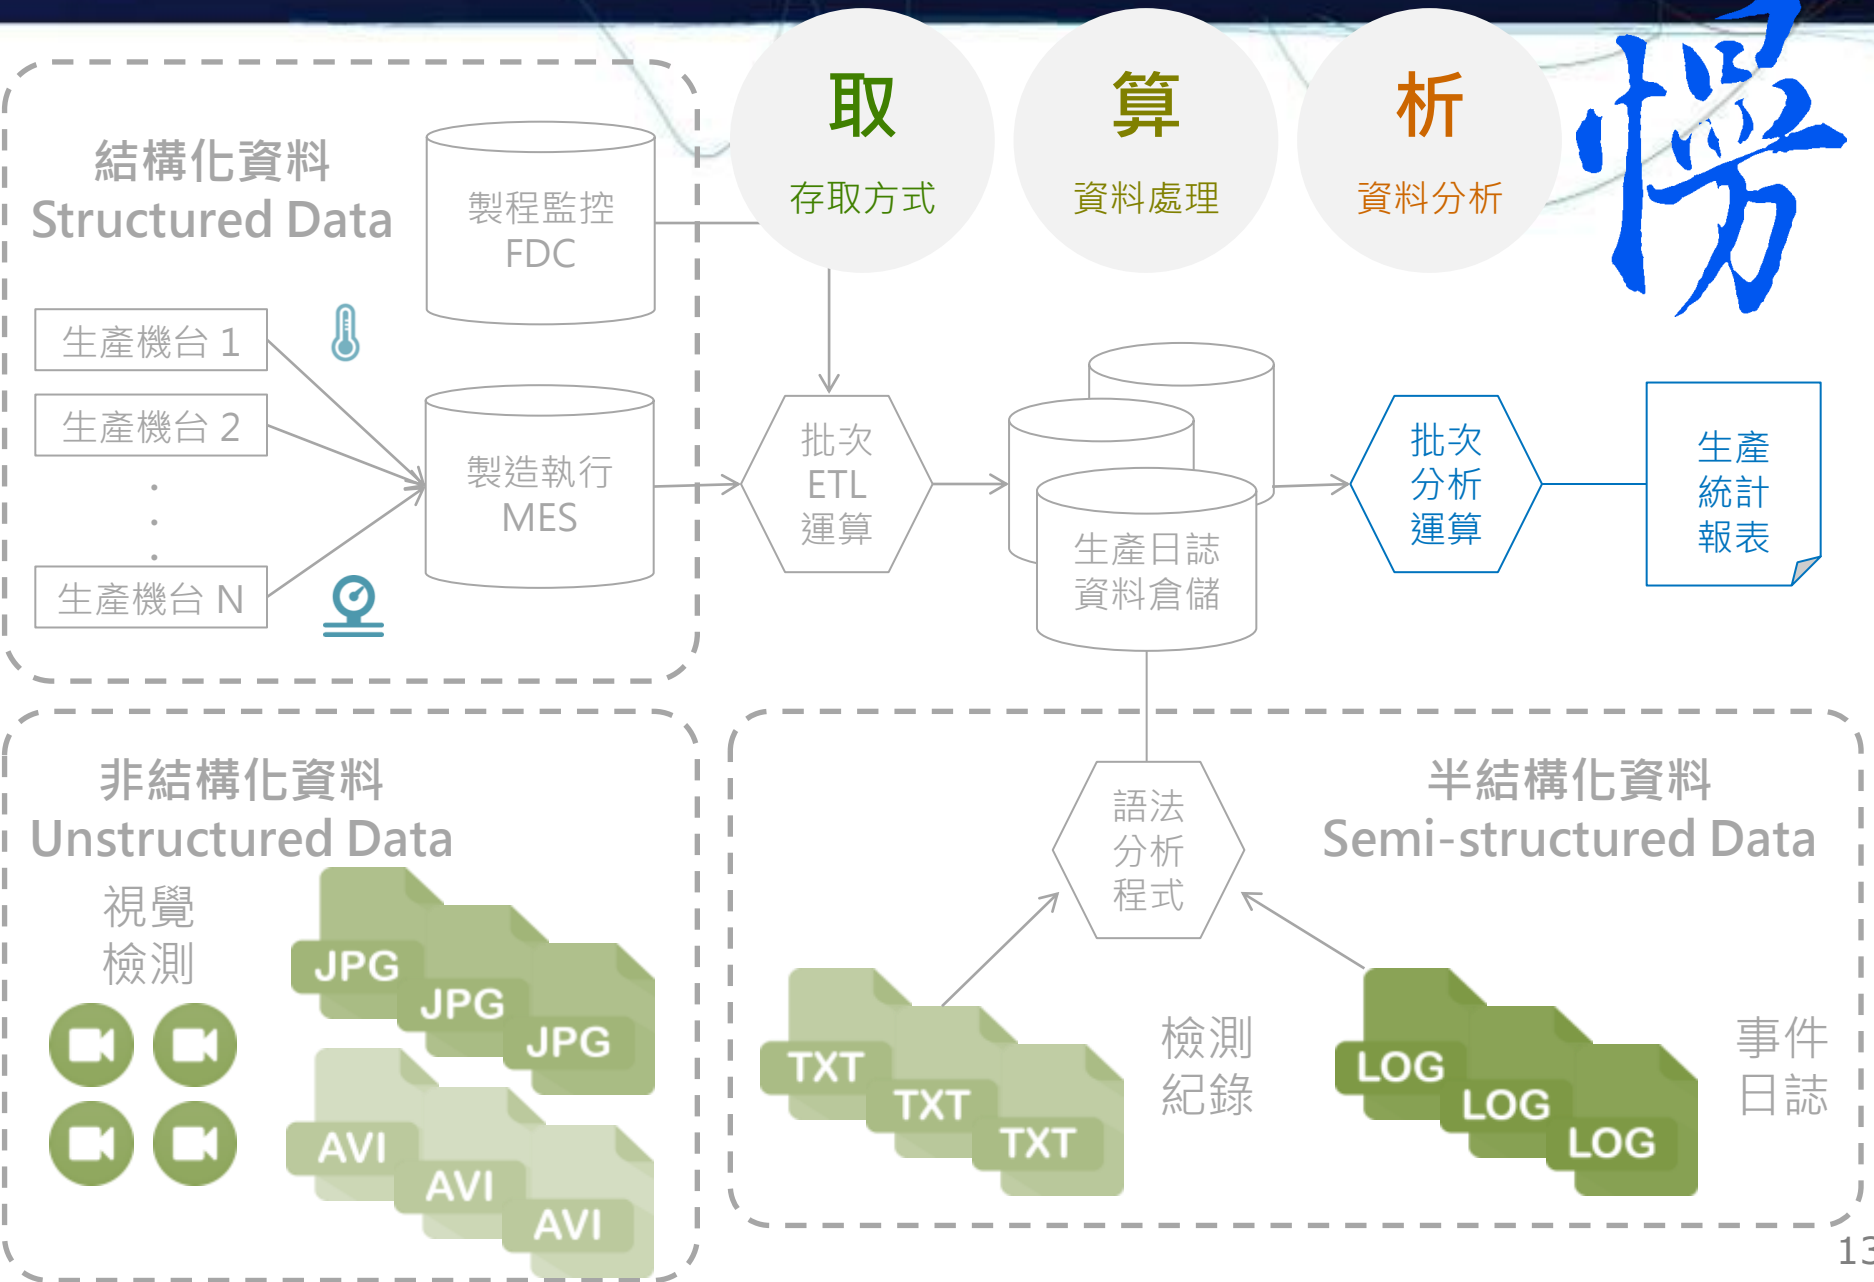 取
存取方式
算
資料處理
析
資料分析
結構化資料
Structured Data
製程監控
FDC
生產機台 1
生產機台 2
.
.
.
生產機台 N
製造執行
MES
批次
ETL
運算
生產日誌
資料倉儲
批次
分析
運算
生產
統計
報表
非結構化資料
Unstructured Data
視覺
檢測
JPG
JPG
JPG
AVI
AVI
AVI
半結構化資料
Semi-structured Data
語法
分析
程式
TXT
TXT
TXT
檢測
紀錄
LOG
LOG
LOG
事件
日誌
13